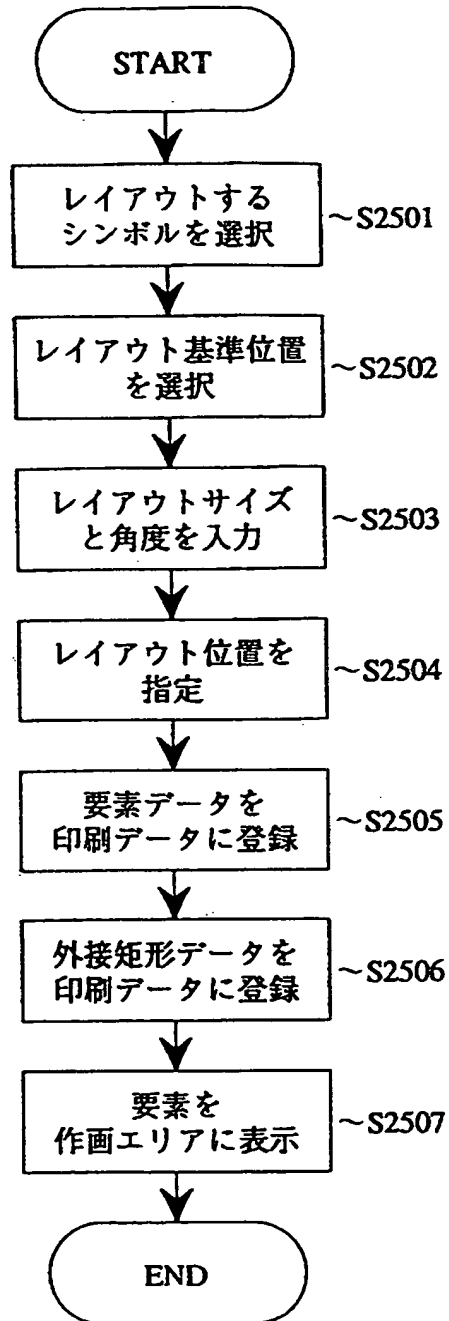 START
レイアウトする
シンボルを選択
～S2501
レイアウト基準位置
を選択
～S2502
レイアウトサイズ
と角度を入力
～S2503
レイアウト位置を
指定
～S2504
要素データを
印刷データに登録
～S2505
外接矩形データを
印刷データに登録
～S2506
要素を
作画エリアに表示
～S2507
END